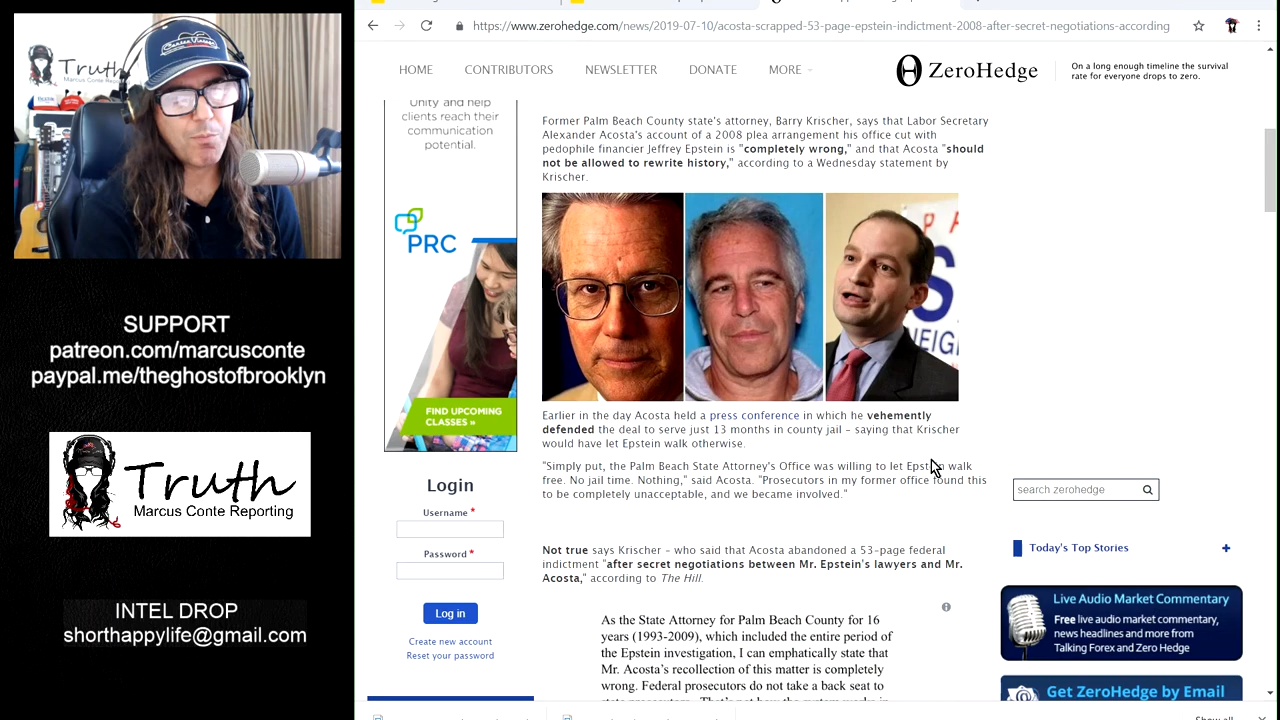 https://www.zerohedge.com/news/2019-07-10/acosta-scrapped-53-page-epstein-indictment-2008-after-secret-negotiations-according
HOME
CONTRIBUTORS
NEWSLETTER
DONATE
MORE
ZeroHedge
On a long enough timeline the survival
rate for everyone drops to zero.
Truth
Marcus Conte Reporting
SUPPORT
patreon.com/marcusconte
paypal.me/theghostofbrooklyn
Truth
Marcus Conte Reporting
INTEL DROP
shorthappylife@gmail.com
Unity and help
clients reach their
communication
potential.
PRC
FIND UPCOMING
CLASSES »
Login
Username *
Password *
Log in
Create new account
Reset your password
Former Palm Beach County state's attorney, Barry Krischer, says that Labor Secretary
Alexander Acosta's account of a 2008 plea arrangement his office cut with
pedophile financier Jeffrey Epstein is "completely wrong," and that Acosta "should
not be allowed to rewrite history," according to a Wednesday statement by
Krischer.
Earlier in the day Acosta held a press conference in which he vehemently
defended the deal to serve just 13 months in county jail - saying that Krischer
would have let Epstein walk otherwise.
"Simply put, the Palm Beach State Attorney's Office was willing to let Epstein walk
free. No jail time. Nothing," said Acosta. "Prosecutors in my former office found this
to be completely unacceptable, and we became involved."
Not true says Krischer - who said that Acosta abandoned a 53-page federal
indictment "after secret negotiations between Mr. Epstein's lawyers and Mr.
Acosta," according to The Hill.
As the State Attorney for Palm Beach County for 16
years (1993-2009), which included the entire period of
the Epstein investigation, I can emphatically state that
Mr. Acosta's recollection of this matter is completely
wrong. Federal prosecutors do not take a back seat to
search zerohedge
Today's Top Stories
+
Live Audio Market Commentary
Free live audio market commentary,
news headlines and more from
Talking Forex and Zero Hedge
Get ZeroHedge by Email
Show all